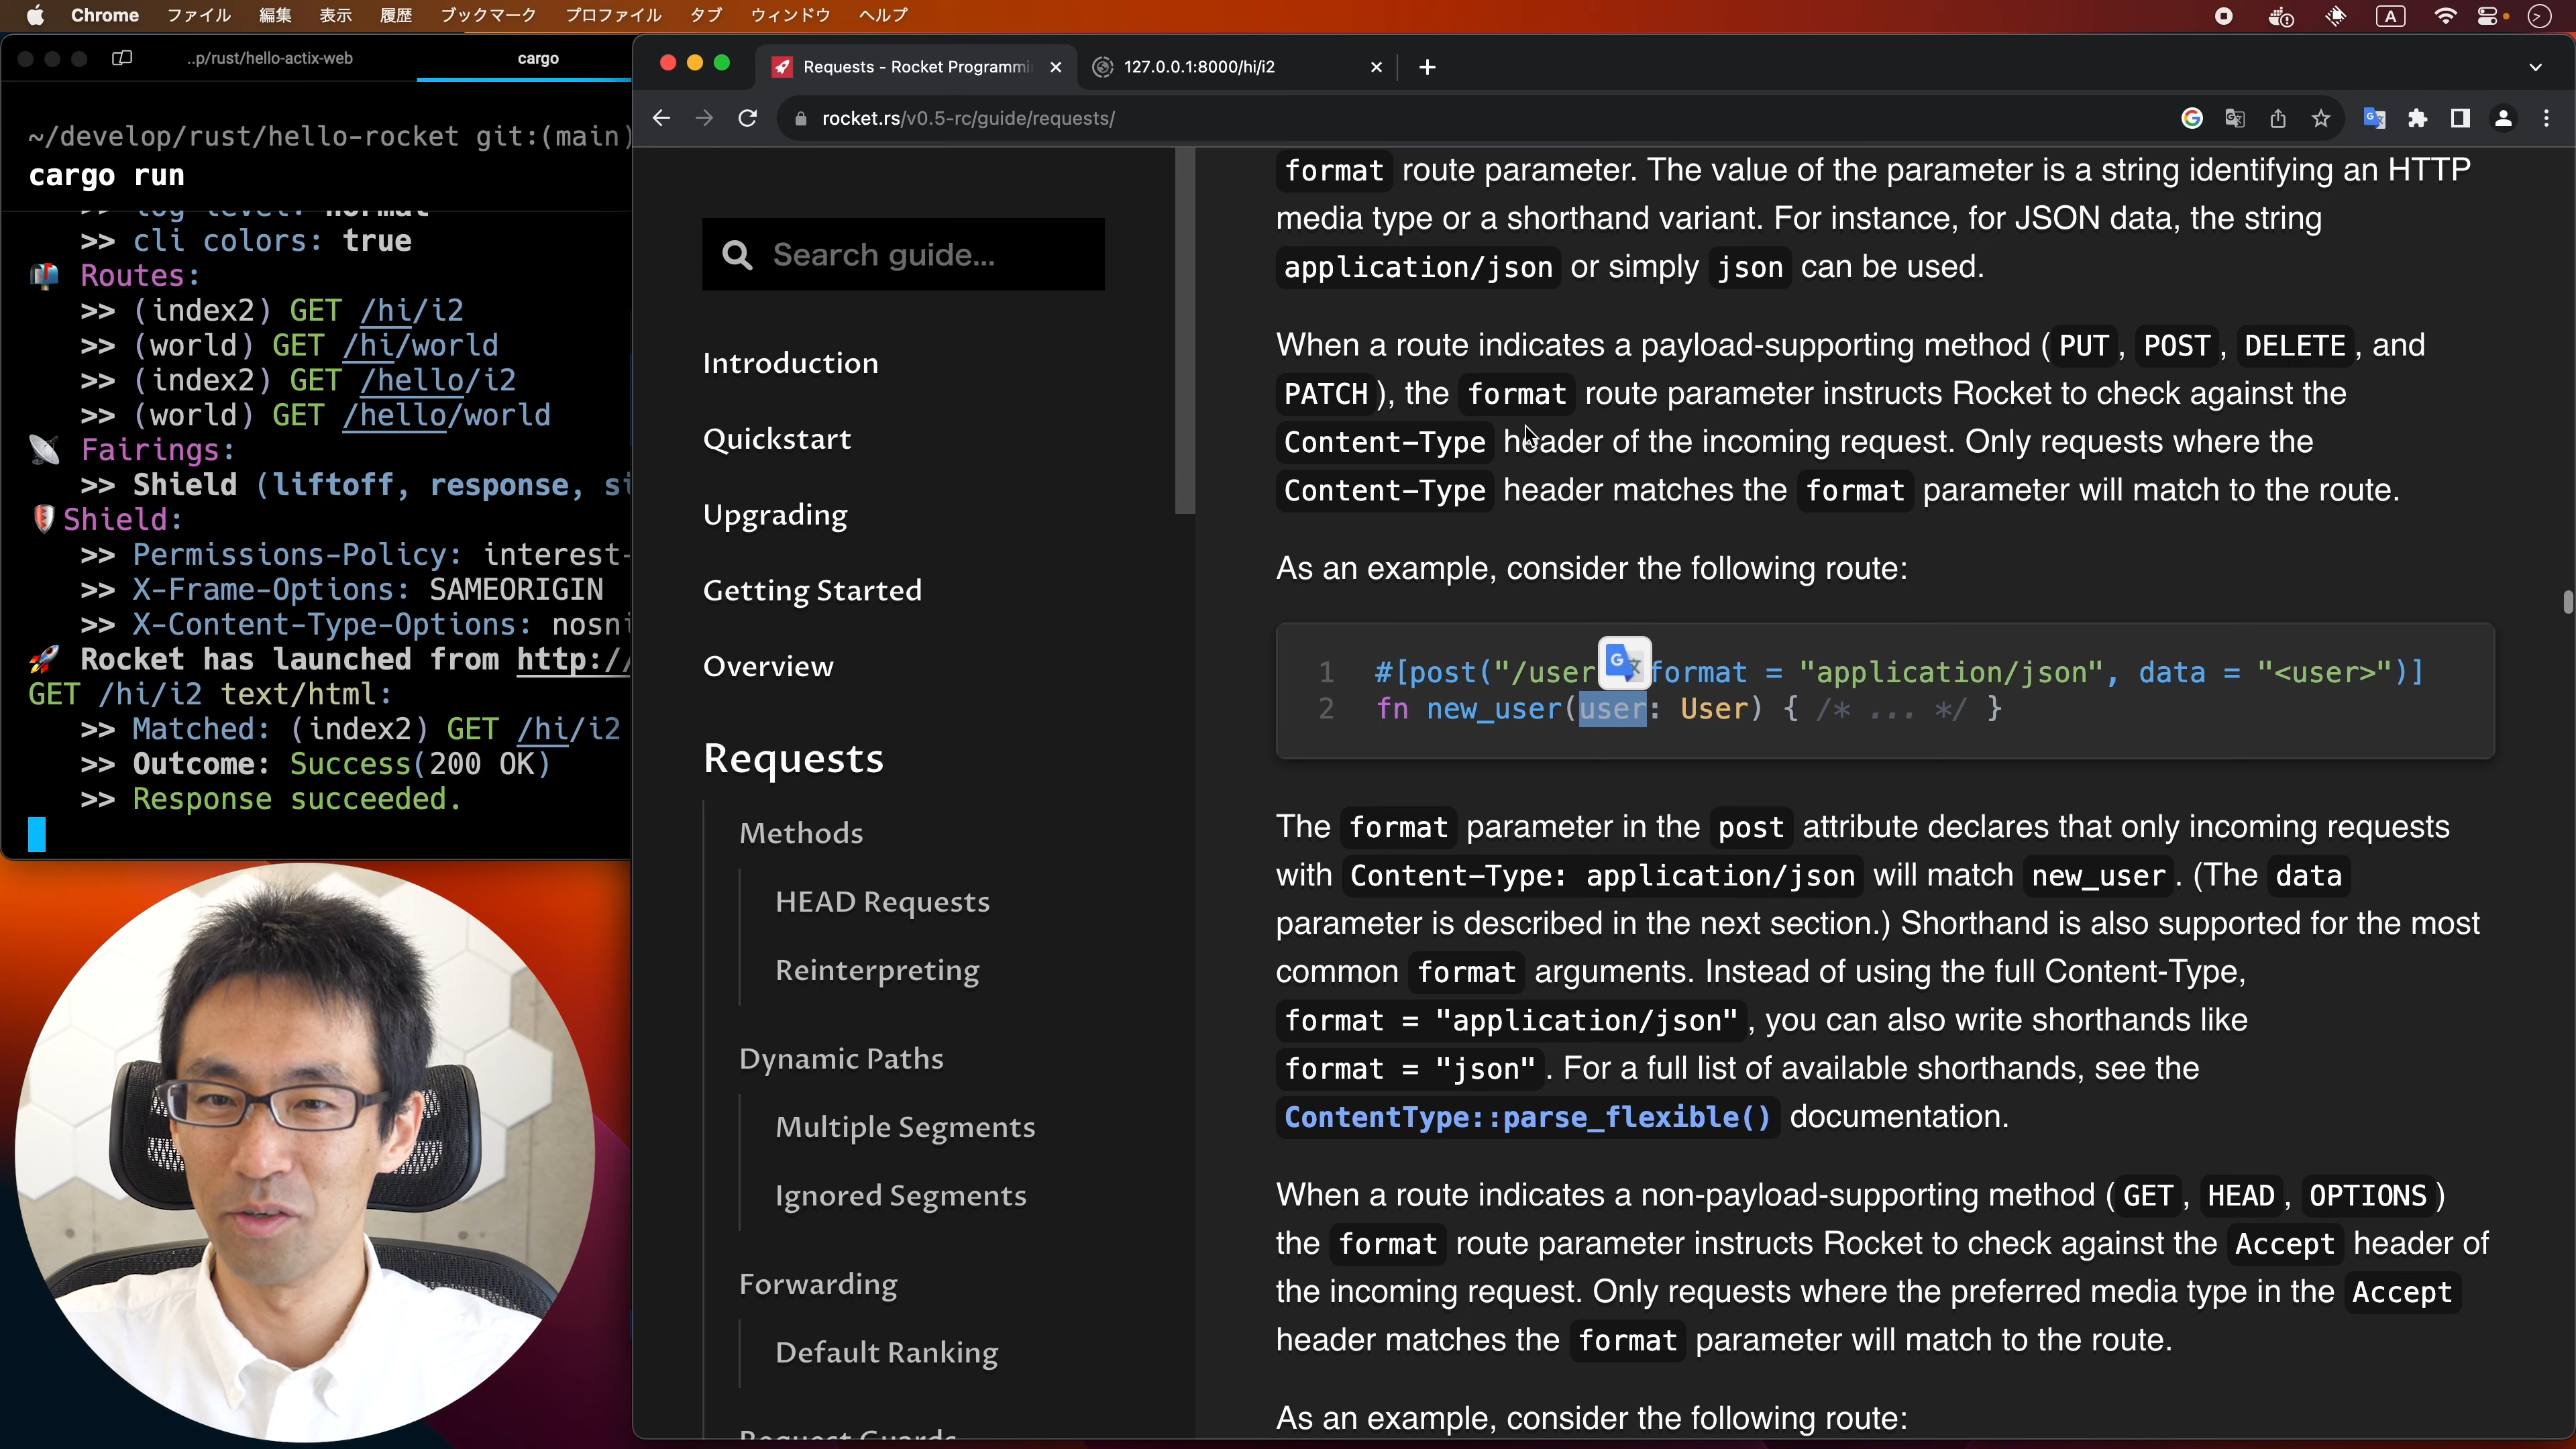 Chrome ファイル 編集 表示 履歴 ブックマーク プロファイル タブ ウィンドウ ヘルプ A
..p/rust/hello-actix-web cargo
~/develop/rust/hello-rocket git:(main)
cargo run
>> log level: normal
>> cli colors: true
Routes:
>> (index2) GET /hi/i2
>> (world) GET /hi/world
>> (index2) GET /hello/i2
>> (world) GET /hello/world
Fairings:
>> Shield (liftoff, response,
Shield:
>> Permissions-Policy: interest-
>> X-Frame-Options: SAMEORIGIN
>> X-Content-Type-Options: nosni
Rocket has launched from http://
GET /hi/i2 text/html:
>> Matched: (index2) GET /hi/i2
>> Outcome: Success(200 OK)
>> Response succeeded.
Requests - Rocket Programmi 127.0.0.1:8000/hi/i2
rocket.rs/v0.5-rc/guide/requests/
Search guide...
Introduction
Quickstart
Upgrading
Getting Started
Overview
Requests
Methods
HEAD Requests
Reinterpreting
Dynamic Paths
Multiple Segments
Ignored Segments
Forwarding
Default Ranking
Request Guards
format route parameter. The value of the parameter is a string identifying an HTTP
media type or a shorthand variant. For instance, for JSON data, the string
application/json or simply json can be used.
When a route indicates a payload-supporting method (PUT, POST, DELETE, and
PATCH), the format route parameter instructs Rocket to check against the
Content-Type header of the incoming request. Only requests where the
Content-Type header matches the format parameter will match to the route.
As an example, consider the following route:
1 #[post("/user format = "application/json", data = "<user>")]
2 fn new_user(user: User) { /* ... */ }
The format parameter in the post attribute declares that only incoming requests
with Content-Type: application/json will match new_user. (The data
parameter is described in the next section.) Shorthand is also supported for the most
common format arguments. Instead of using the full Content-Type,
format = "application/json", you can also write shorthands like
format = "json". For a full list of available shorthands, see the
ContentType::parse_flexible() documentation.
When a route indicates a non-payload-supporting method (GET, HEAD, OPTIONS)
the format route parameter instructs Rocket to check against the Accept header of
the incoming request. Only requests where the preferred media type in the Accept
header matches the format parameter will match to the route.
As an example, consider the following route: